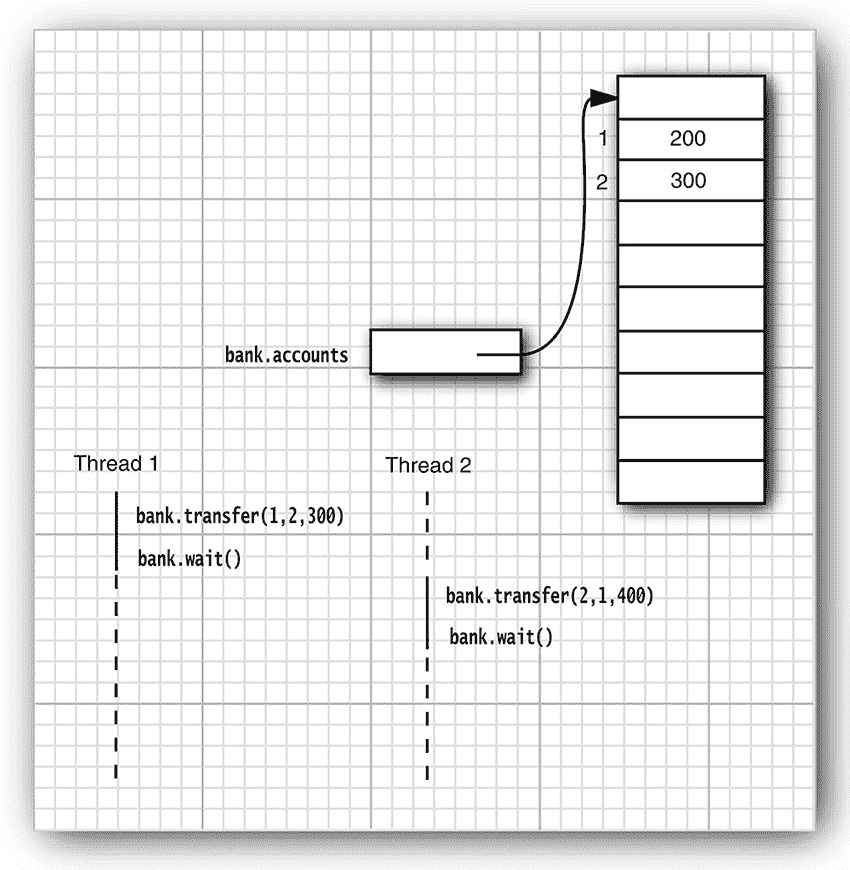 1 200
2 300
bank.accounts
Thread 1
Thread 2
bank.transfer(1,2,300)
bank.wait()
bank.transfer(2,1,400)
bank.wait()